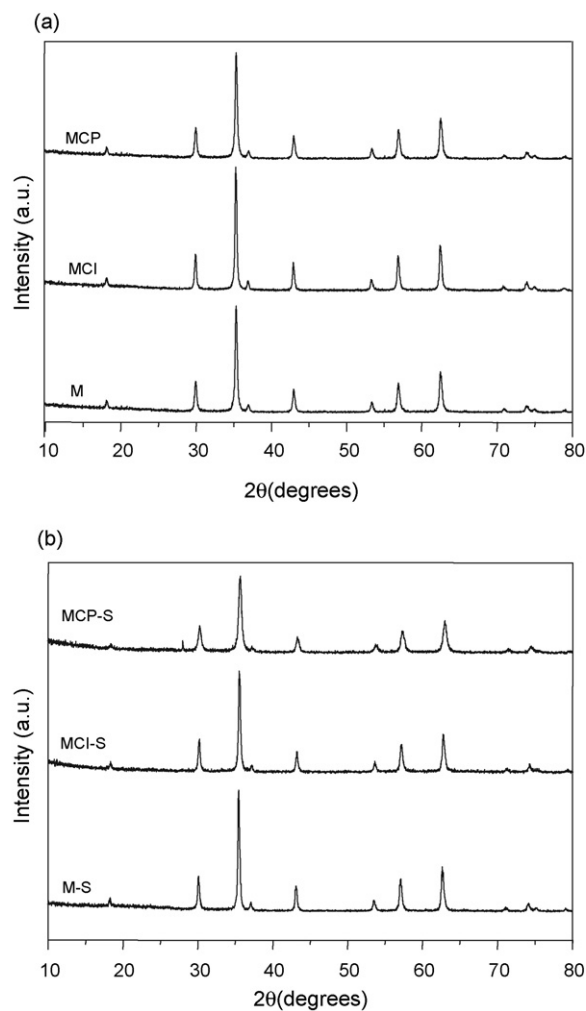 (a)
MCP
MCI
M
Intensity (a.u.)
10 20 30 40 50 60 70 80
2θ(degrees)
(b)
MCP-S
MCI-S
M-S
Intensity (a.u.)
10 20 30 40 50 60 70 80
2θ(degrees)